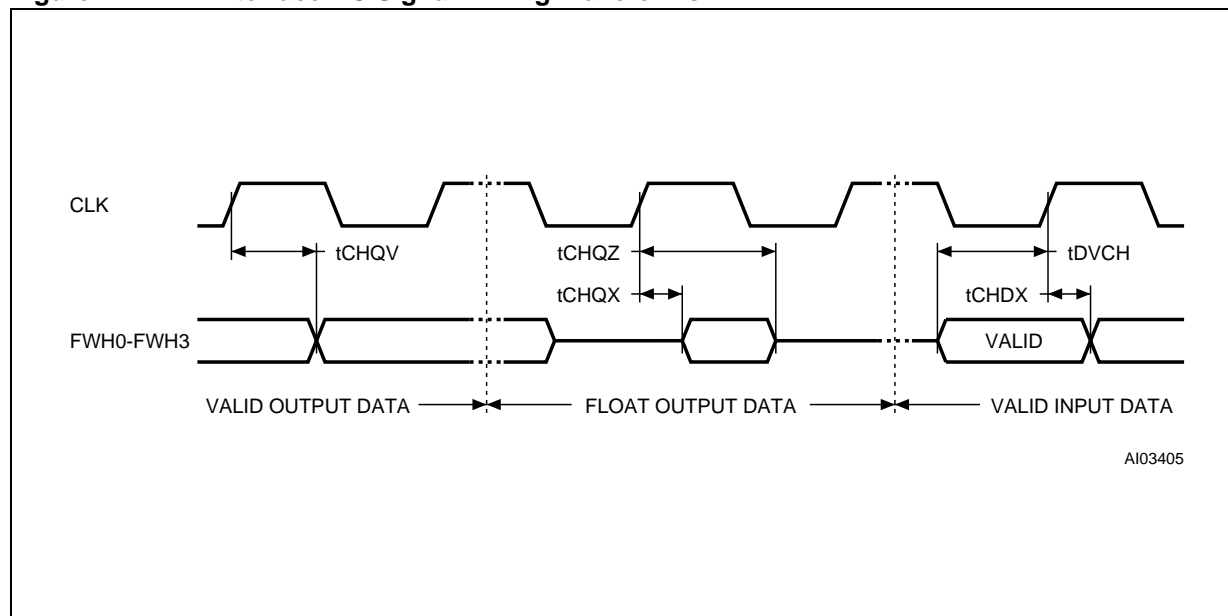 CLK
tCHQV
tCHQZ
tDVCH
tCHQX
tCHDX
FWH0-FWH3
VALID
VALID OUTPUT DATA
FLOAT OUTPUT DATA
VALID INPUT DATA
AI03405